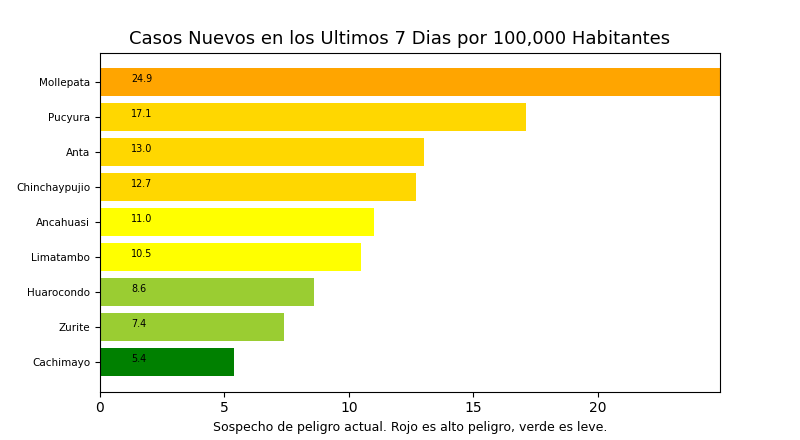 Casos Nuevos en los Ultimos 7 Dias por 100,000 Habitantes
Mollepata 24.9
Pucyura 17.1
Anta 13.0
Chinchaypujio 12.7
Ancahuasi 11.0
Limatambo 10.5
Huarocondo 8.6
Zurite 7.4
Cachimayo 5.4
0 5 10 15 20
Sospecho de peligro actual. Rojo es alto peligro, verde es leve.